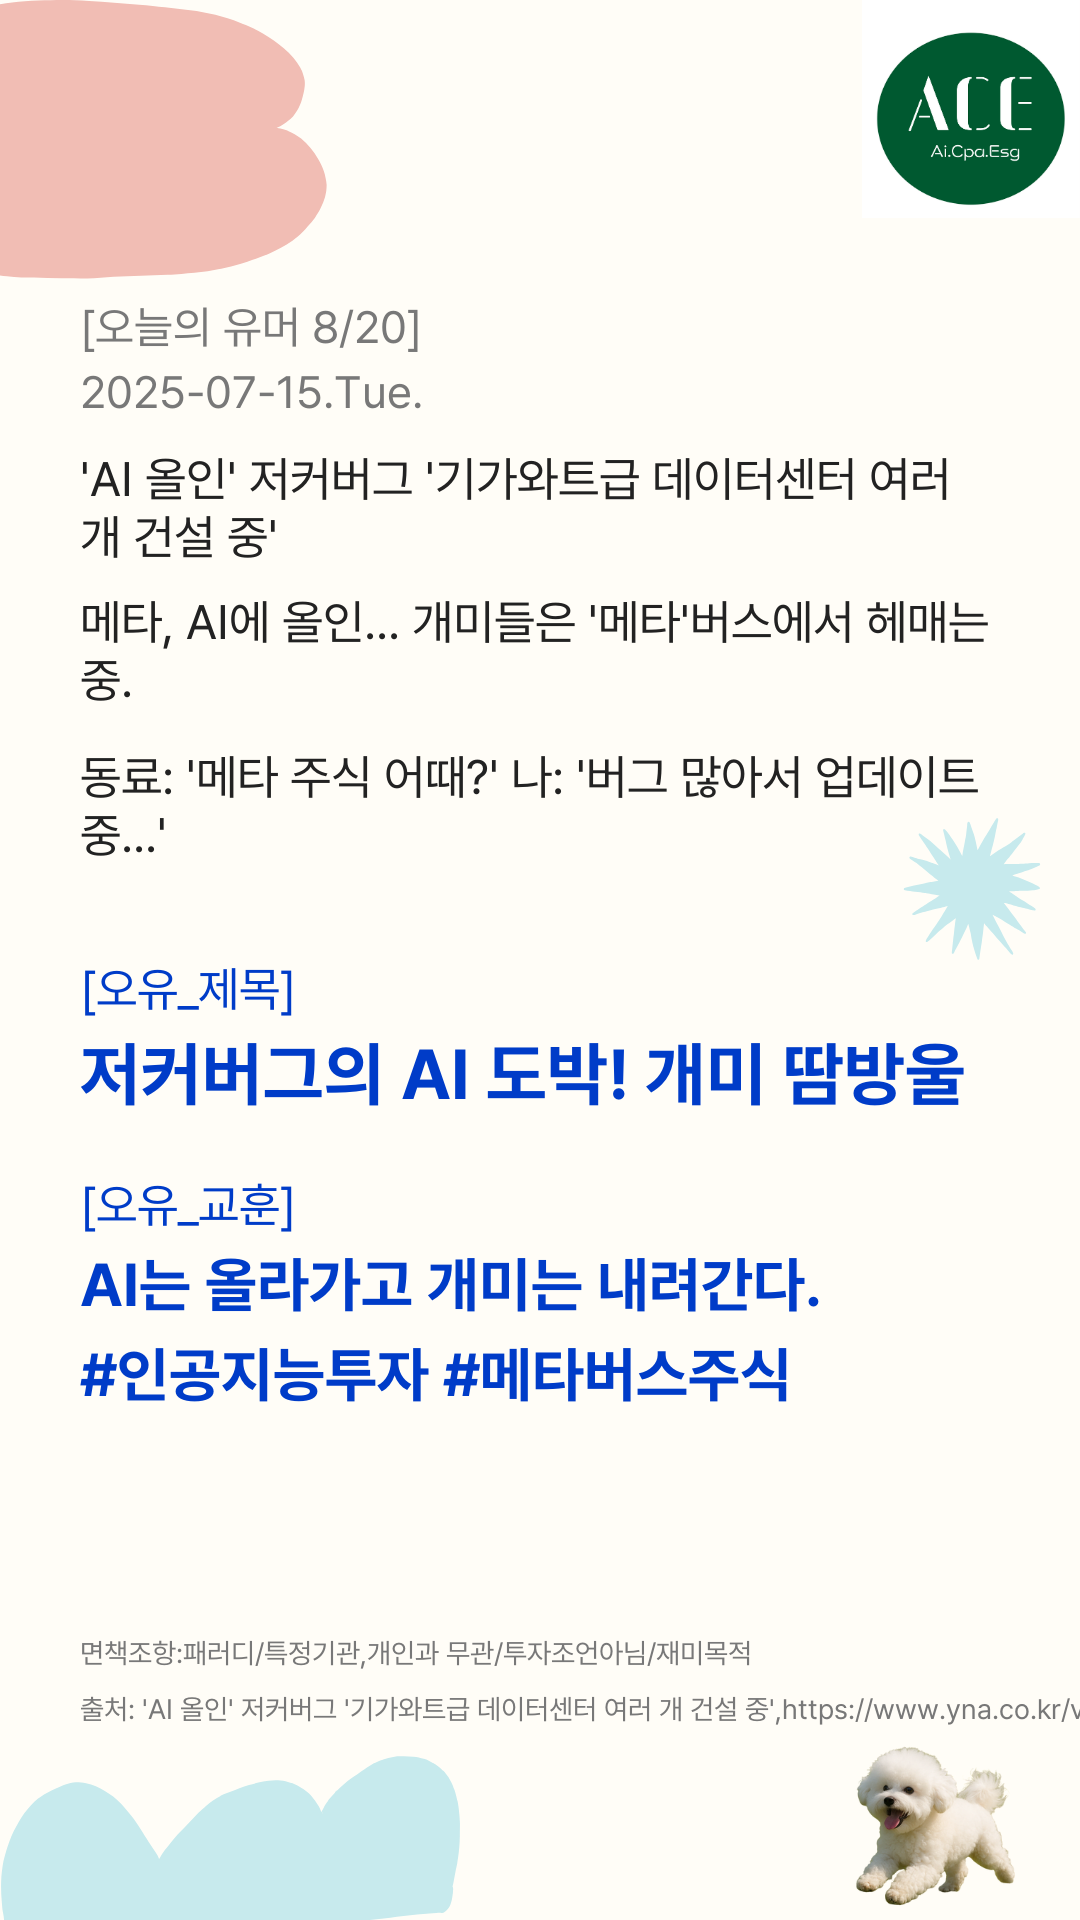 ACE
Ai.Cpa.Esg
[오늘의 유머 8/20]
2025-07-15.Tue.
'AI 올인' 저커버그 '기가와트급 데이터센터 여러
개 건설 중'
메타, AI에 올인... 개미들은 '메타'버스에서 헤매는
중.
동료: '메타 주식 어때?' 나: '버그 많아서 업데이트
중...'
[오유_제목]
저커버그의 AI 도박! 개미 땀방울
[오유_교훈]
AI는 올라가고 개미는 내려간다.
#인공지능투자 #메타버스주식
면책조항:패러디/특정기관,개인과 무관/투자조언아님/재미목적
출처: 'AI 올인' 저커버그 '기가와트급 데이터센터 여러 개 건설 중',https://www.yna.co.kr/v